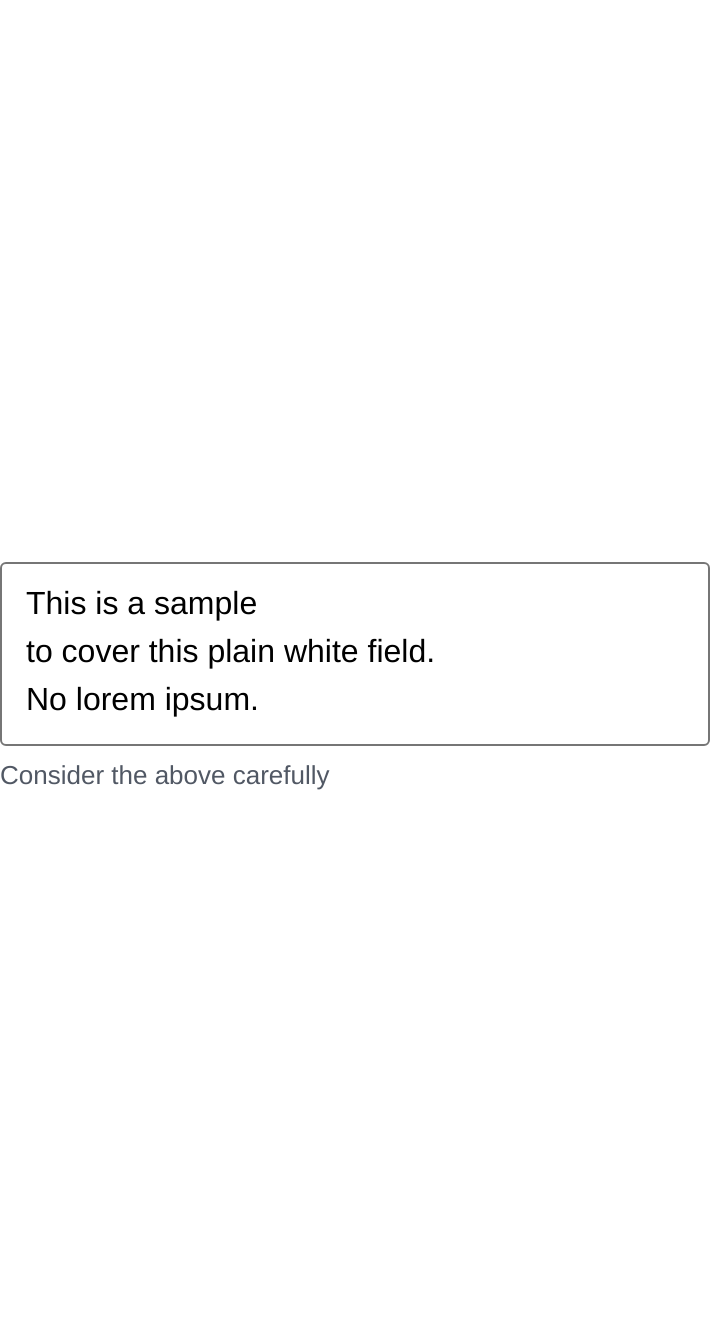 This is a sample
to cover this plain white field.
No lorem ipsum.
Consider the above carefully